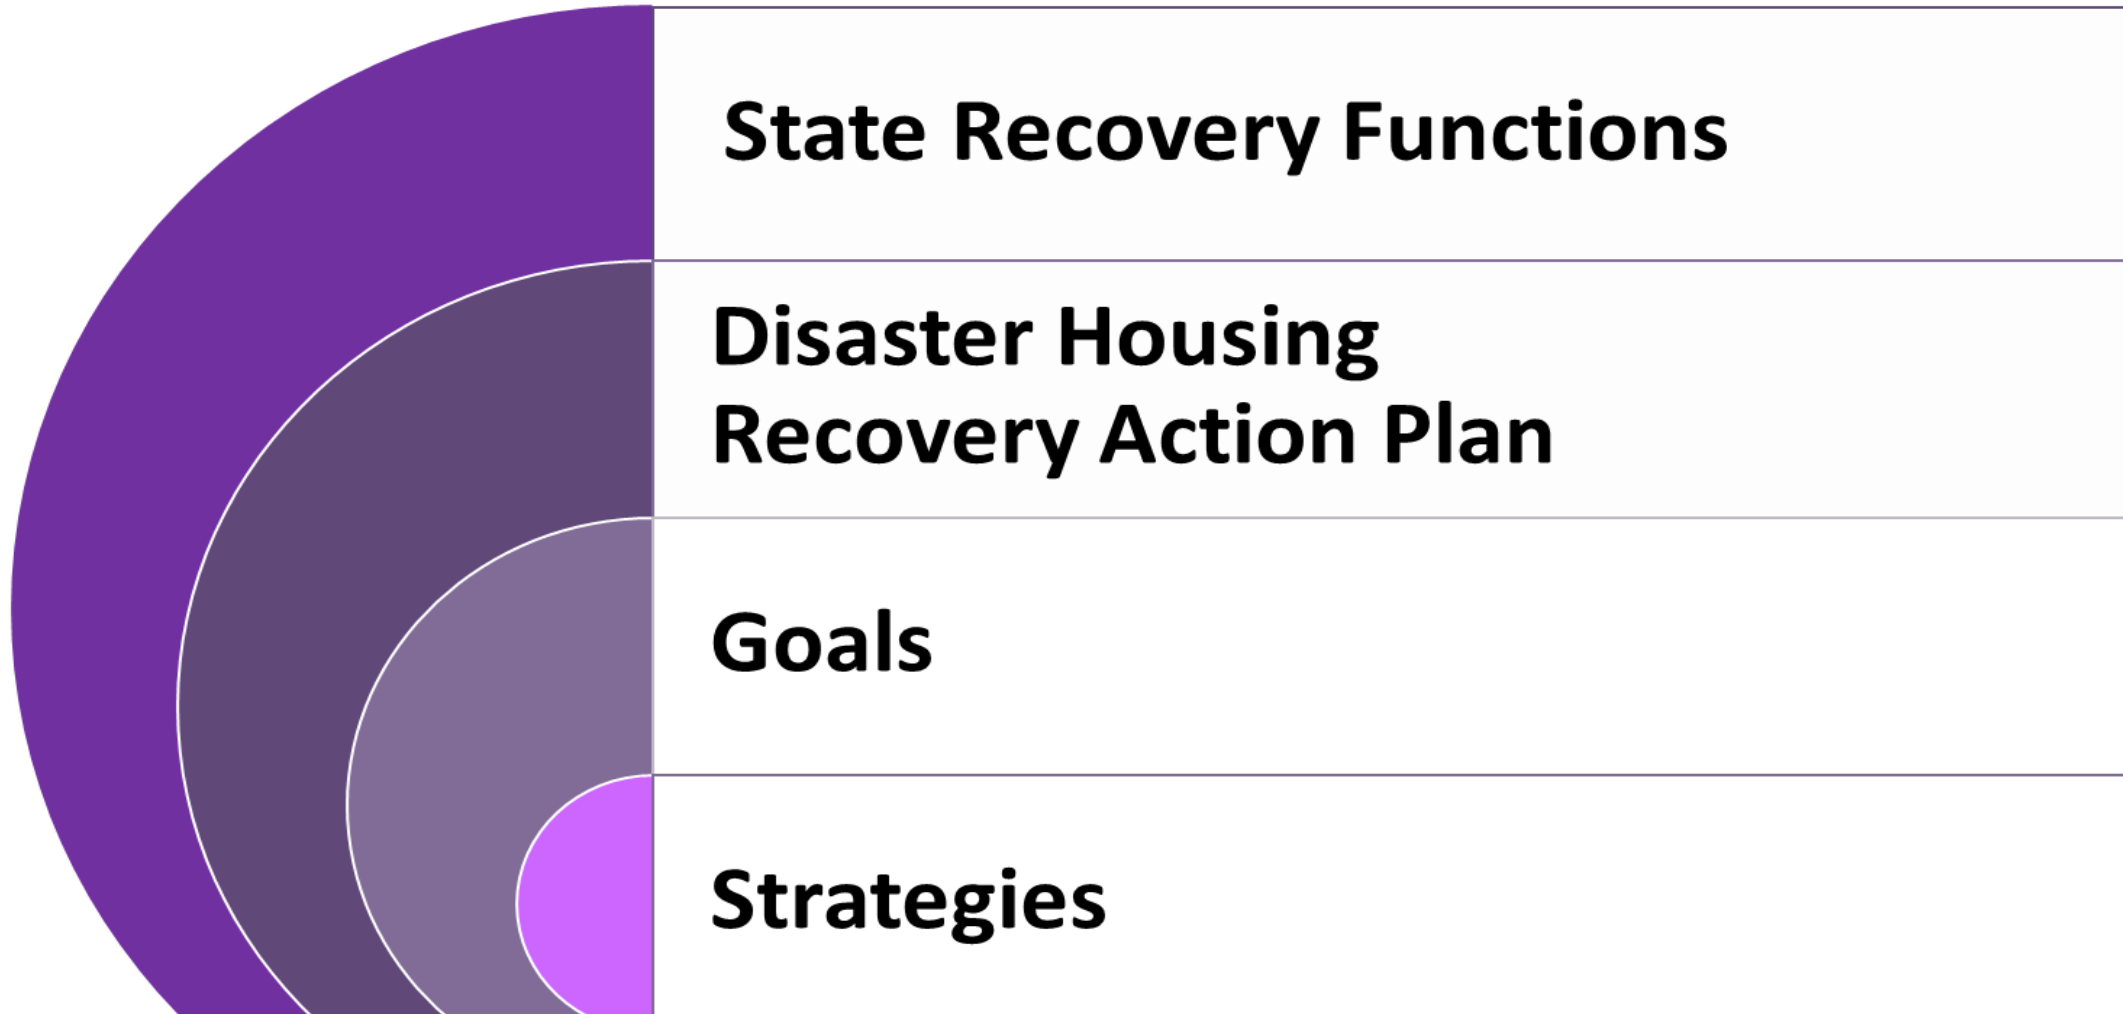 State Recovery Functions
Disaster Housing
Recovery Action Plan
Goals
Strategies